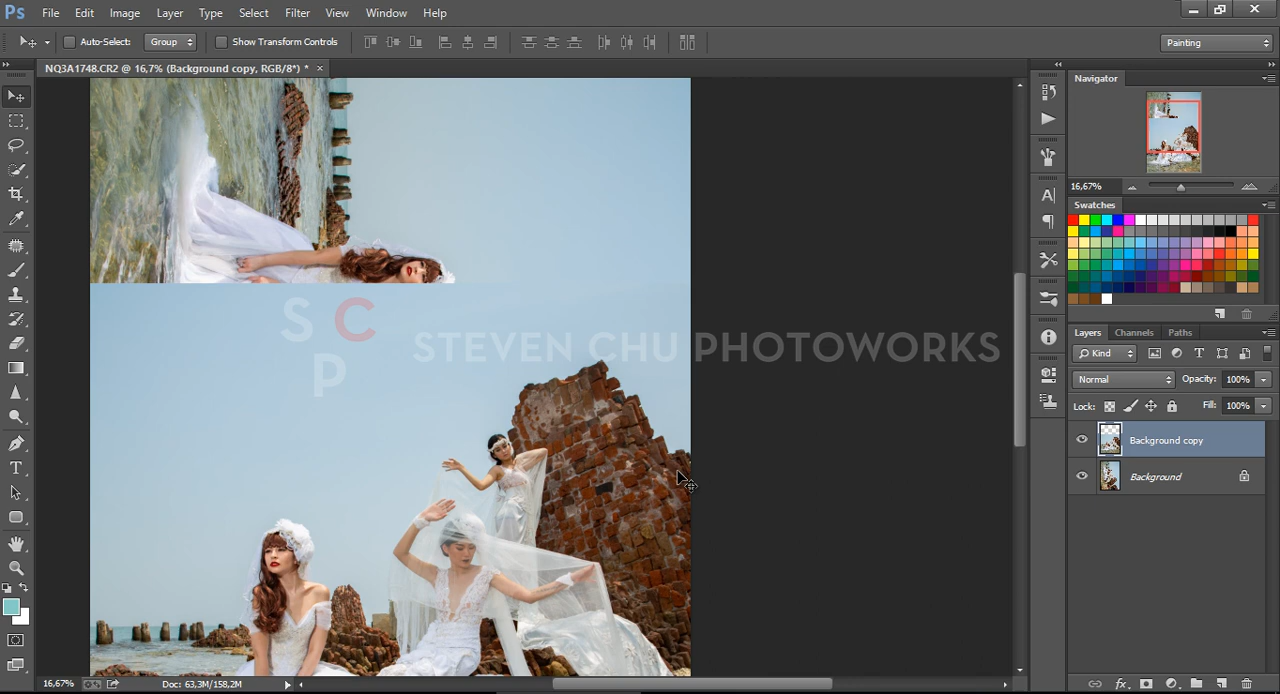 Ps File Edit Image Layer Type Select Filter View Window Help
Auto-Select: Group Show Transform Controls Painting
NQ3A1748.CR2 @ 16,7% (Background copy, RGB/8*) * ×
Navigator
16,67%
Swatches
S C P
STEVEN CHU PHOTOWORKS
Layers Channels Paths
Kind
Normal Opacity: 100%
Lock: Fill: 100%
Background copy
Background
16,67% Doc: 63,3M/158,2M